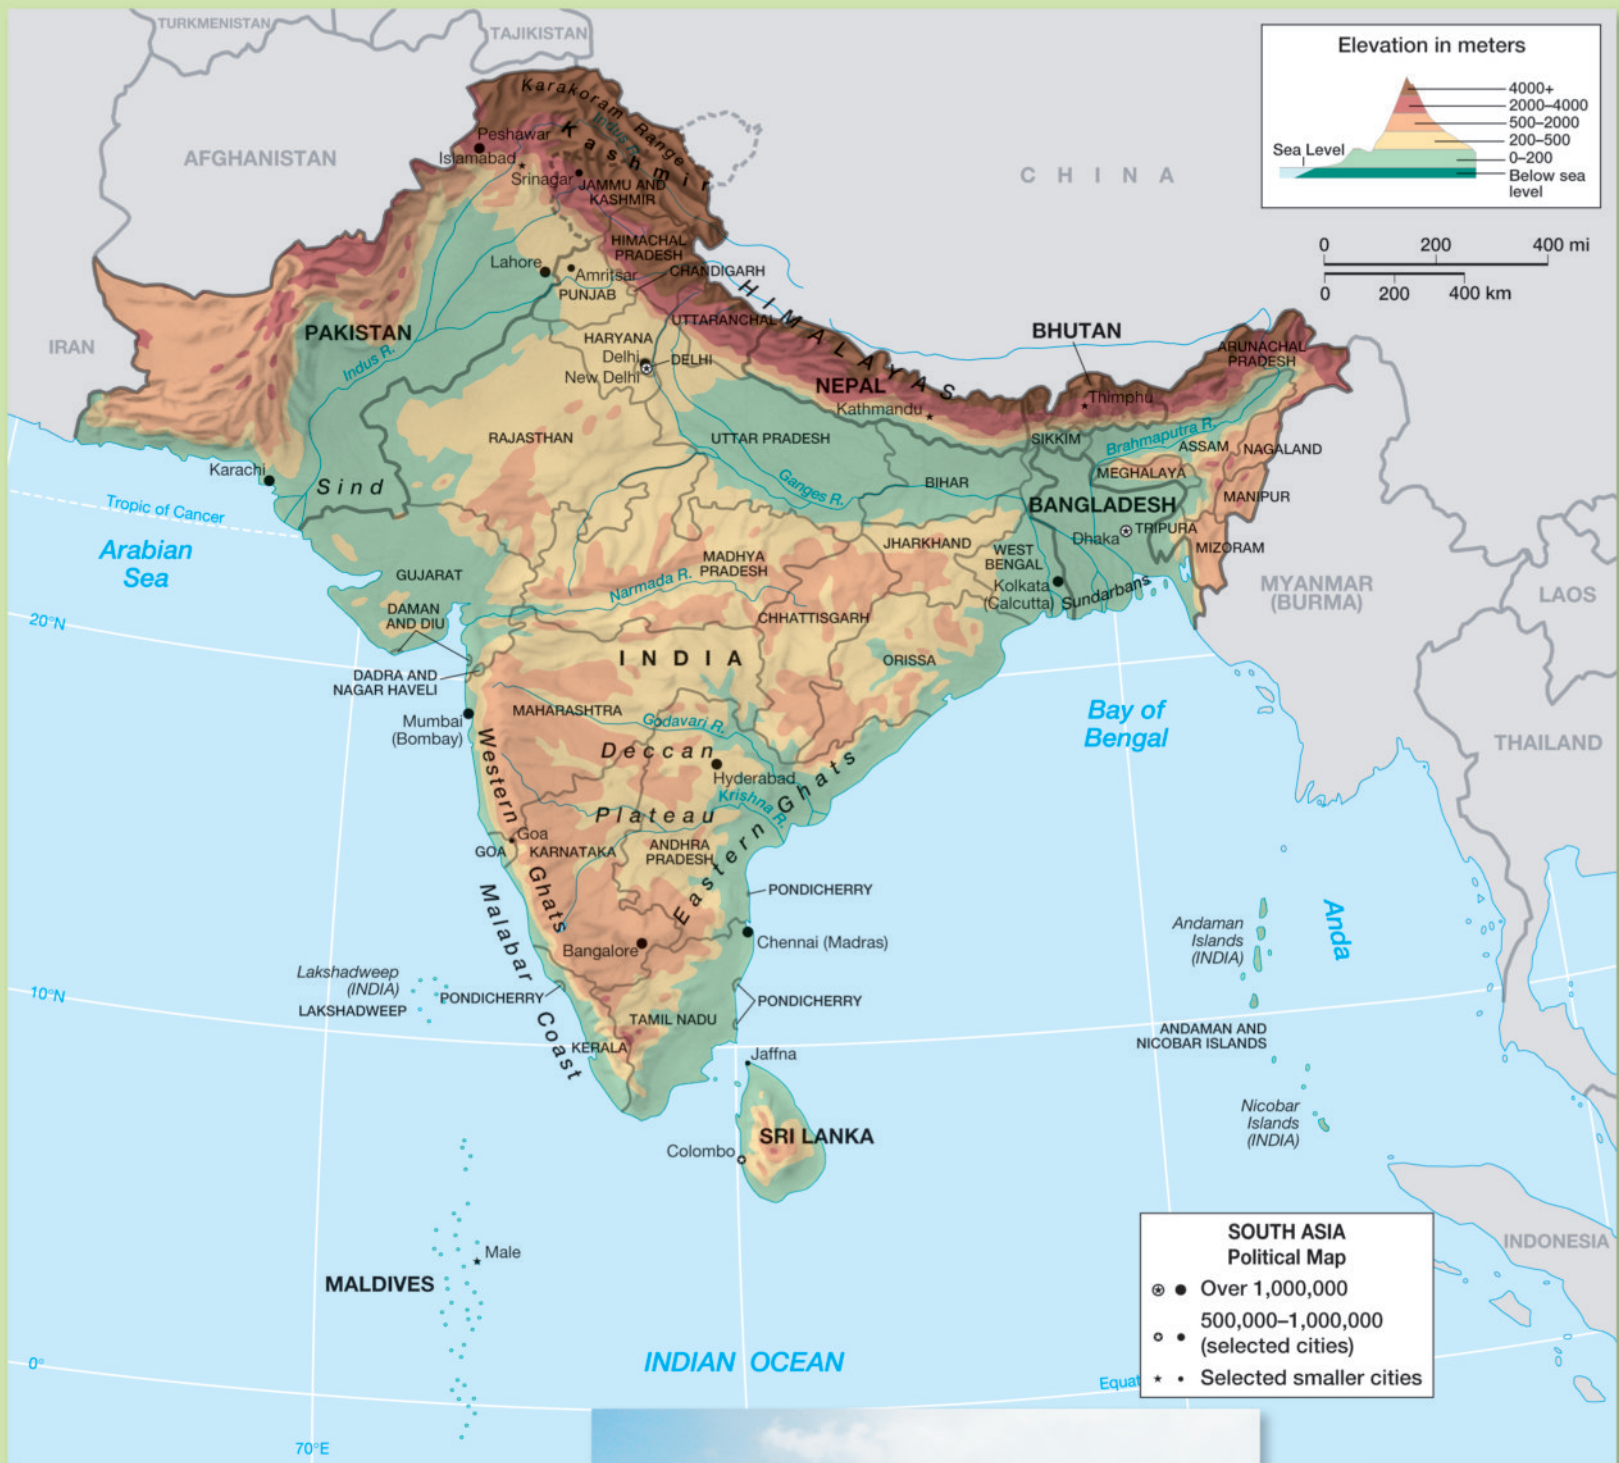 TURKMENISTAN
TAJIKISTAN
Elevation in meters
4000+
2000–4000
500–2000
200–500
0–200
Below sea
level
Sea Level
0 200 400 mi
0 200 400 km
Karakoram Range
Indus R.
Kashmir
Peshawar
Islamabad
AFGHANISTAN
CHINA
Srinagar
JAMMU AND
KASHMIR
HIMACHAL
PRADESH
Lahore
Amritsar
CHANDIGARH
PUNJAB
HIMALAYAS
UTTARANCHAL
PAKISTAN
BHUTAN
IRAN
HARYANA
Delhi
DELHI
New Delhi
Indus R.
ARUNACHAL
PRADESH
NEPAL
Kathmandu
Thimphu
RAJASTHAN
UTTAR PRADESH
SIKKIM
Brahmaputra R.
ASSAM
NAGALAND
Karachi
Sind
Ganges R.
BIHAR
MEGHALAYA
MANIPUR
Tropic of Cancer
BANGLADESH
Dhaka
TRIPURA
JHARKHAND
MIZORAM
Arabian
Sea
GUJARAT
MADHYA
PRADESH
WEST
BENGAL
Narmada R.
Kolkata
(Calcutta)
Sundarbans
MYANMAR
(BURMA)
LAOS
DAMAN
AND DIU
CHHATTISGARH
20°N
INDIA
ORISSA
DADRA AND
NAGAR HAVELI
MAHARASHTRA
Mumbai
(Bombay)
Godavari R.
Bay of
Bengal
THAILAND
Deccan
Plateau
Hyderabad
Krishna R.
Western Ghats
Eastern Ghats
Goa
GOA
KARNATAKA
ANDHRA
PRADESH
Malabar Coast
PONDICHERRY
Bangalore
Chennai (Madras)
Andaman
Islands
(INDIA)
Anda
Lakshadweep
(INDIA)
LAKSHADWEEP
10°N
PONDICHERRY
PONDICHERRY
TAMIL NADU
KERALA
ANDAMAN AND
NICOBAR ISLANDS
Jaffna
Nicobar
Islands
(INDIA)
SRI LANKA
Colombo
Male
MALDIVES
INDONESIA
SOUTH ASIA
Political Map
Over 1,000,000
500,000–1,000,000
(selected cities)
Selected smaller cities
INDIAN OCEAN
0°
Equat
70°E